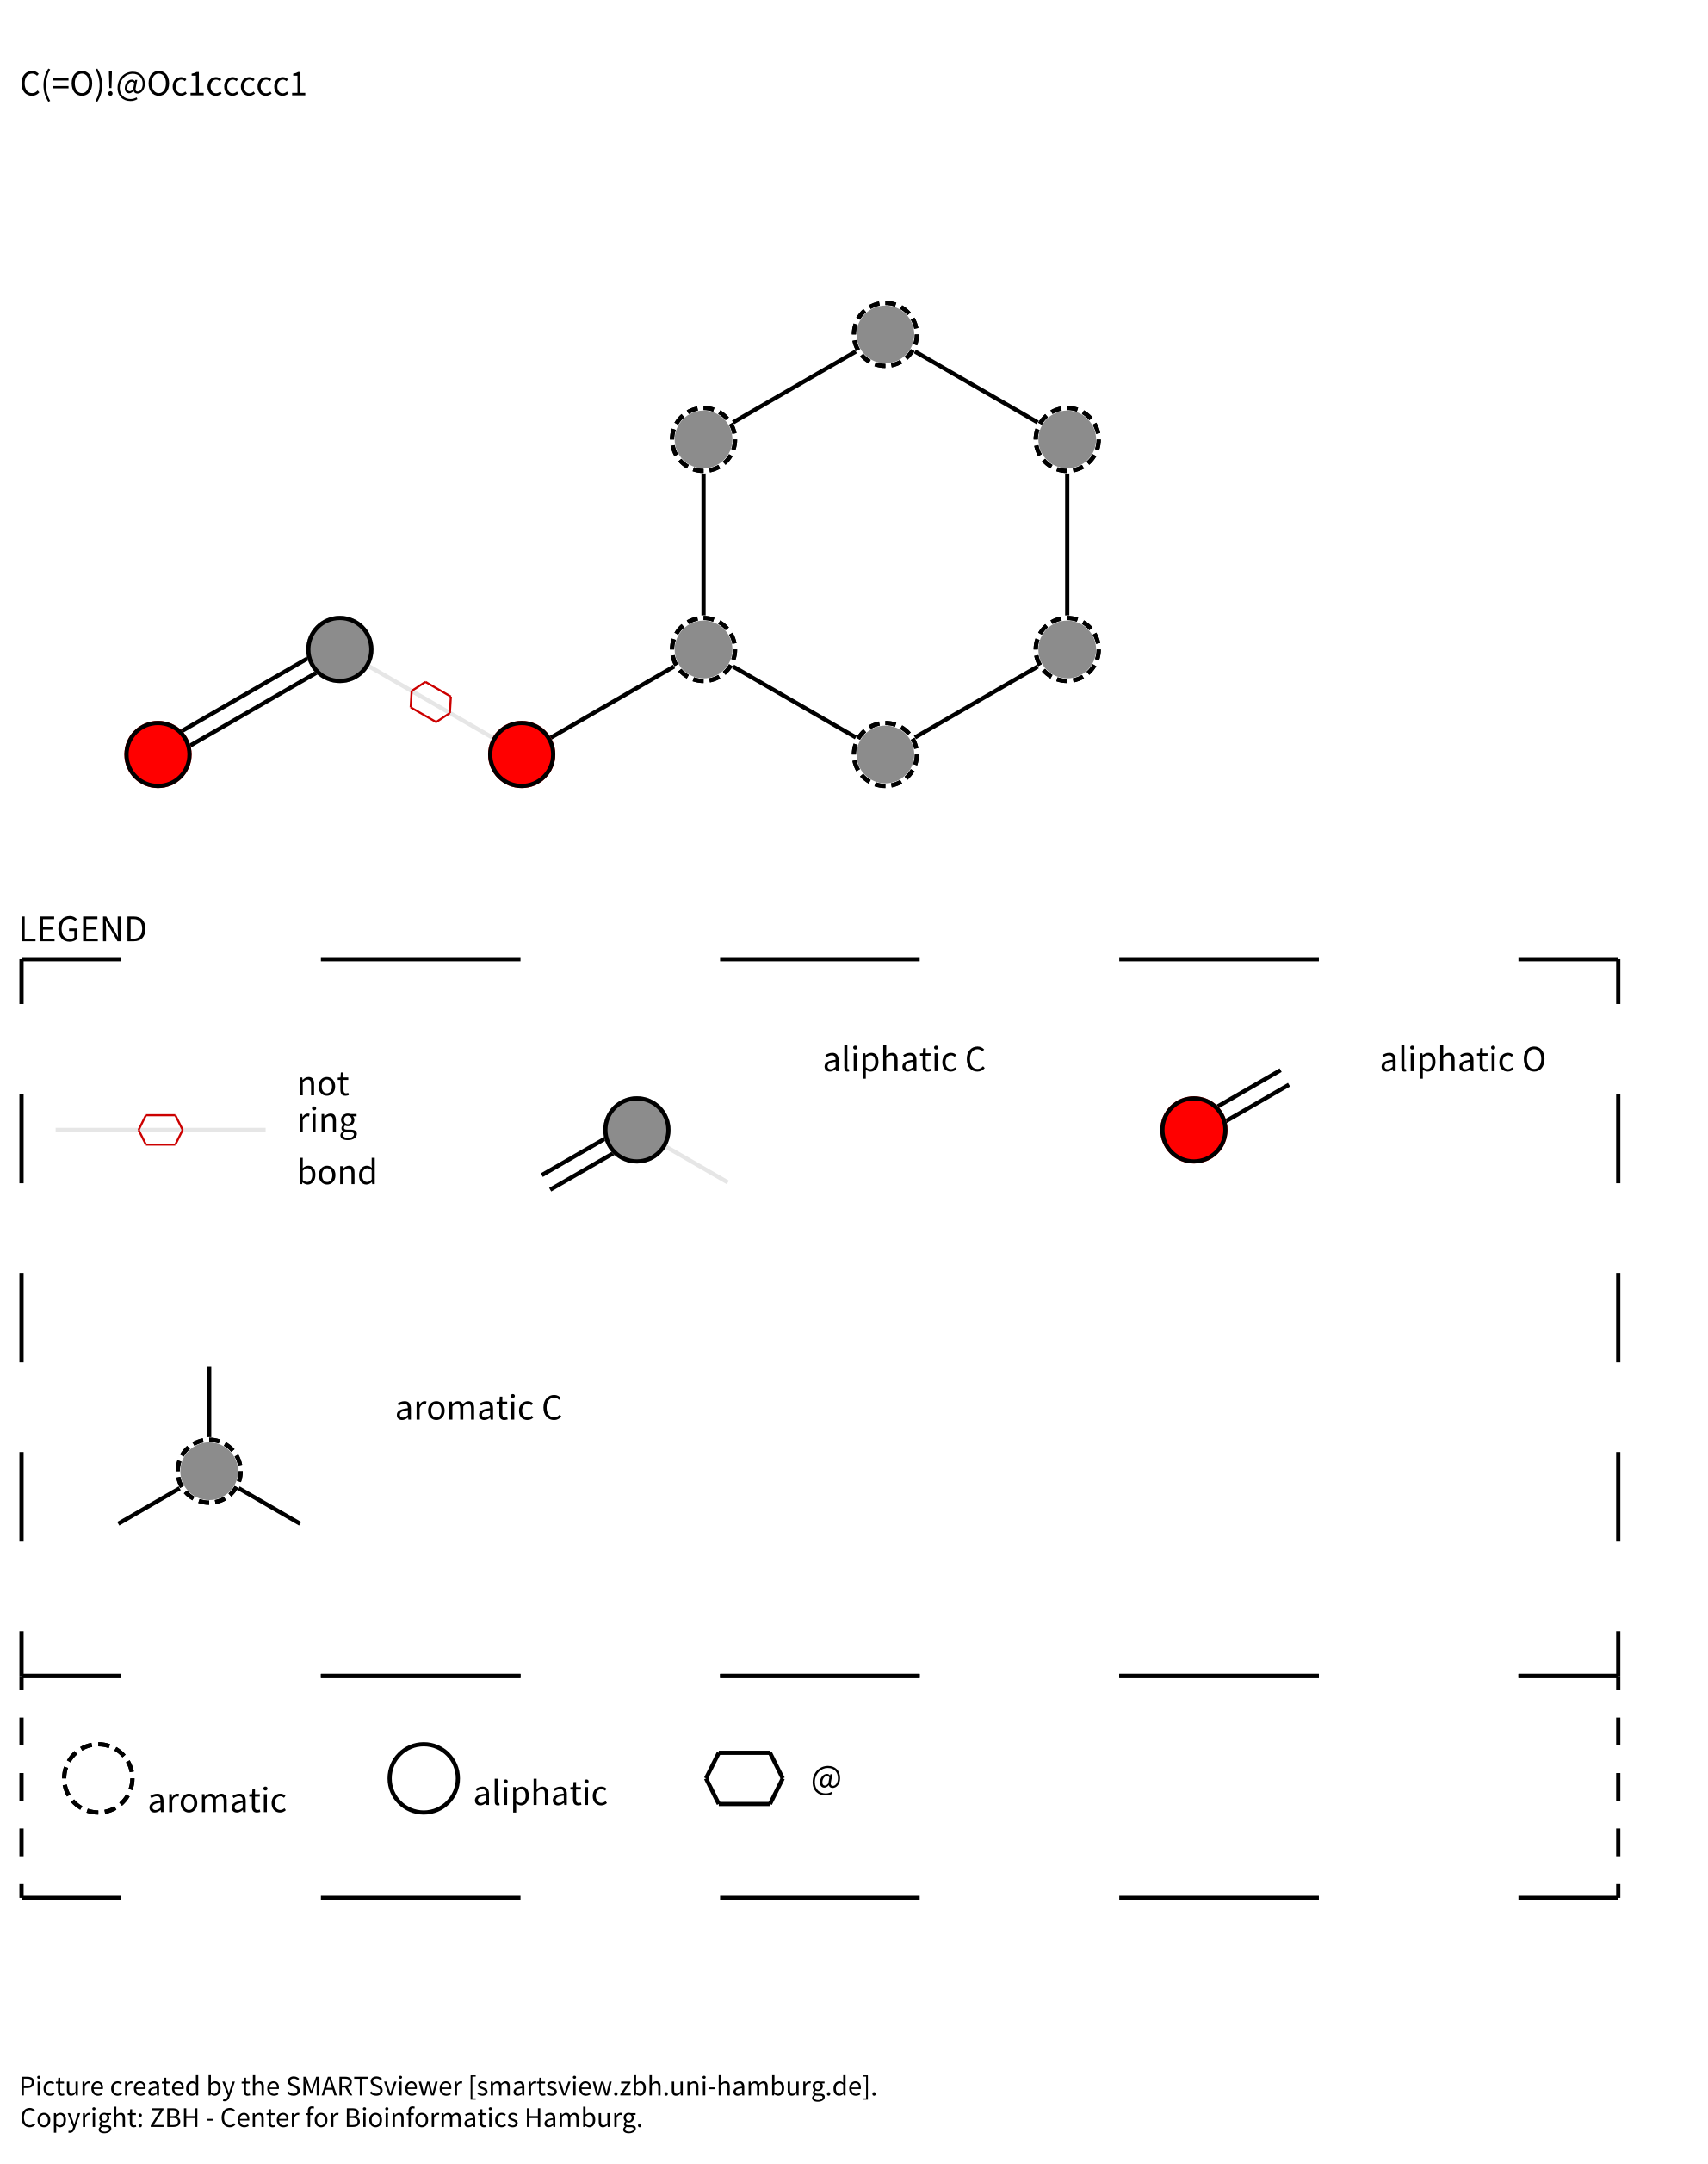 C(=O)!@Oc1ccccc1
LEGEND
not
ring
bond
aliphatic C
aliphatic O
aromatic C
aromatic
aliphatic
@
Picture created by the SMARTSviewer [smartsview.zbh.uni-hamburg.de].
Copyright: ZBH - Center for Bioinformatics Hamburg.